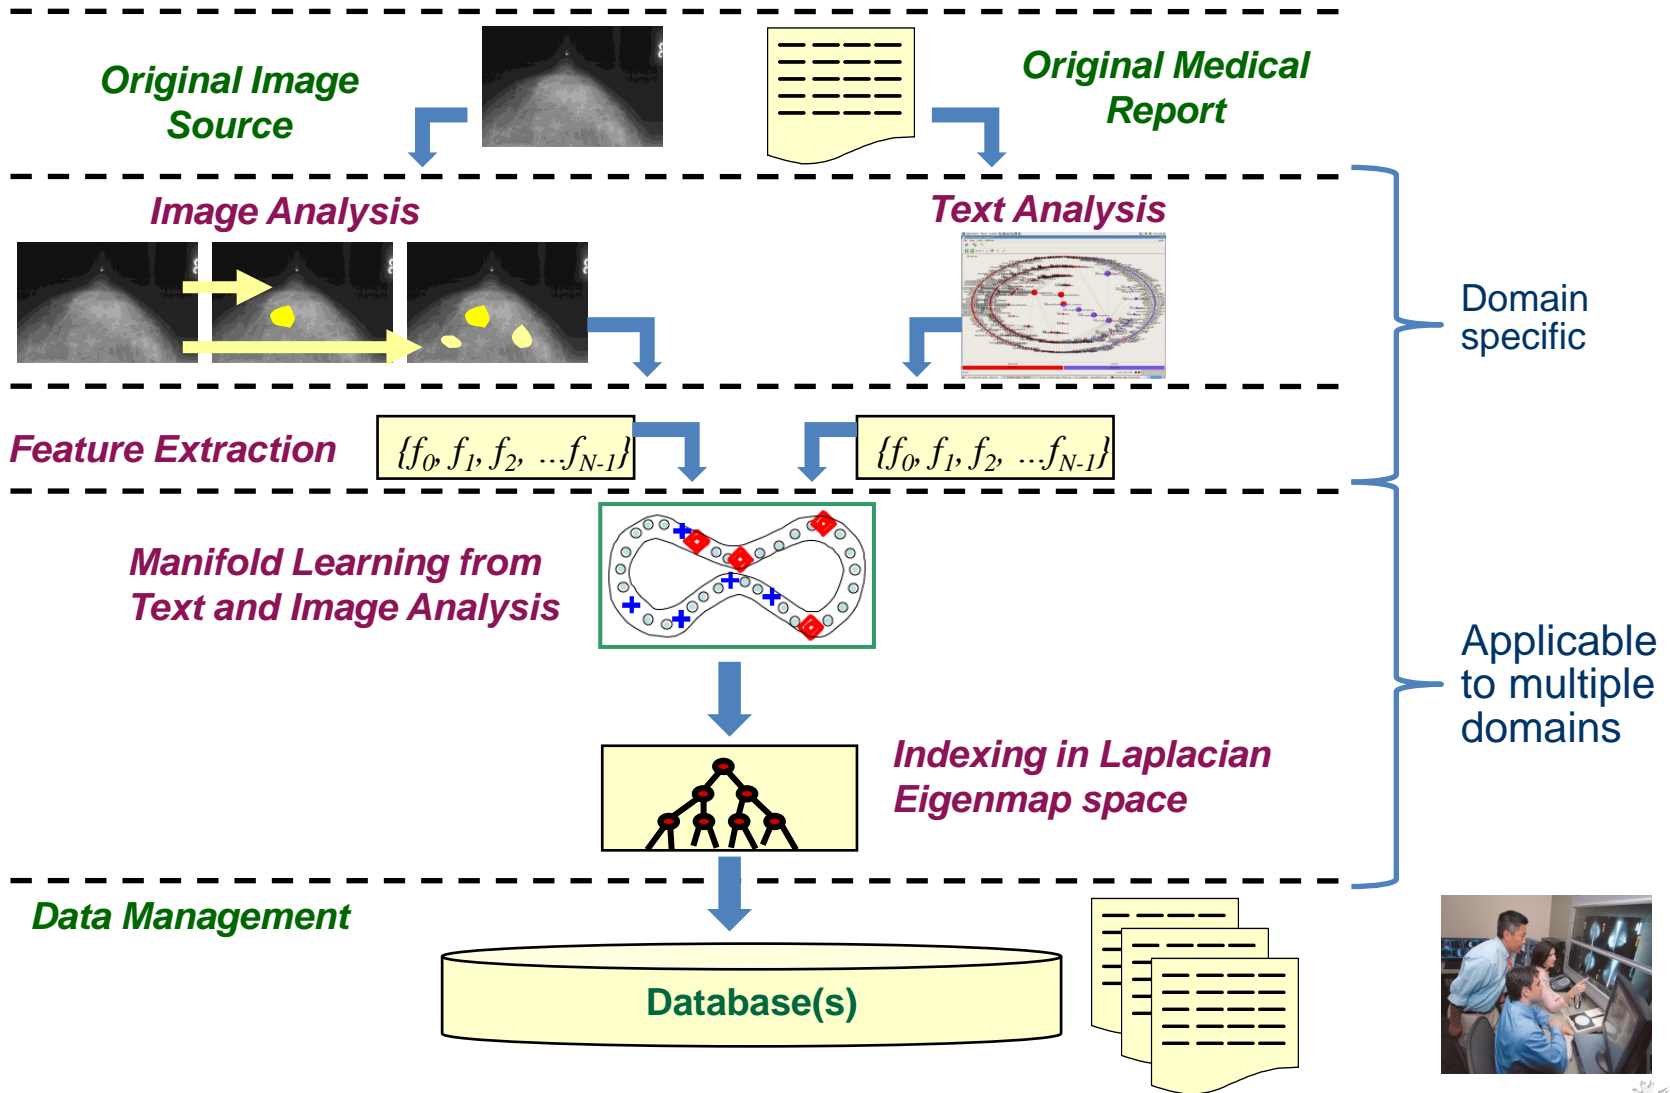 Original Image
Source
Original Medical
Report
Image Analysis
Text Analysis
Domain
specific
Feature Extraction
{f0, f1, f2, ...fN-1}
{f0, f1, f2, ...fN-1}
Manifold Learning from
Text and Image Analysis
Applicable
to multiple
domains
Indexing in Laplacian
Eigenmap space
Data Management
Database(s)